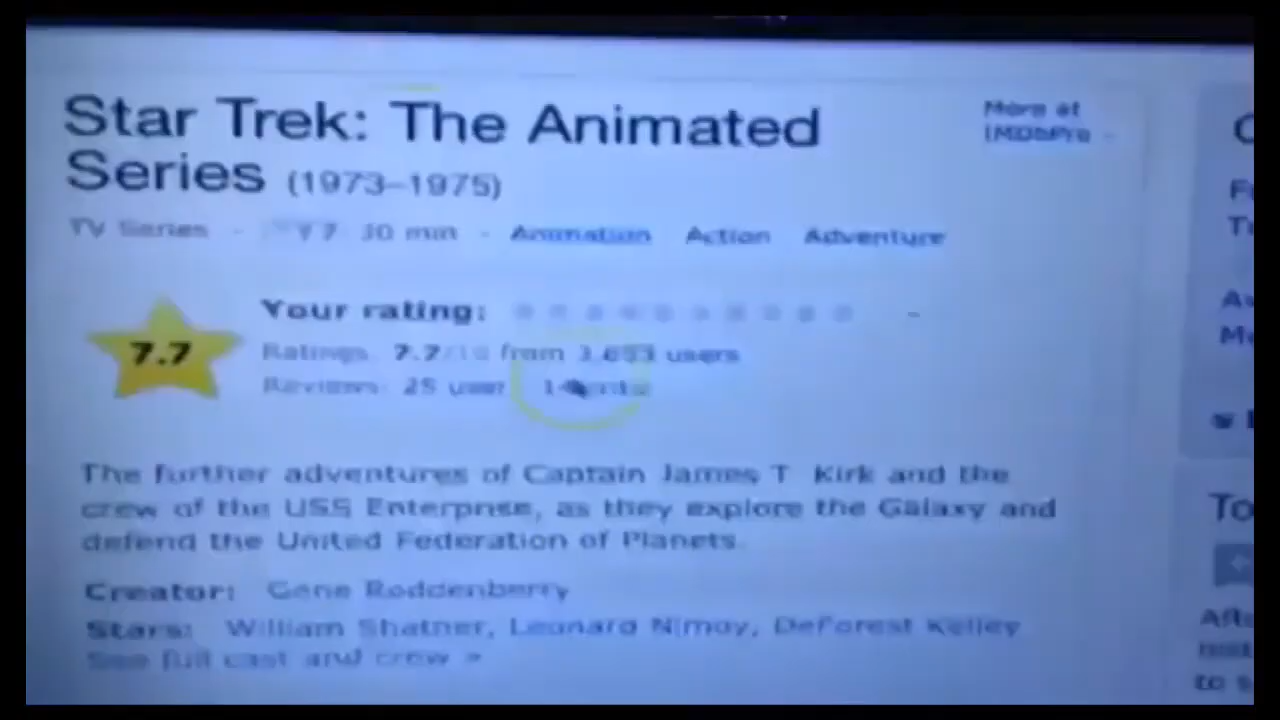 Star Trek: The Animated
Series (1973–1975)
More at
IMDbPro
TV Series - 30 min - Animation Action Adventure
7.7
Your rating:
Ratings: 7.7/10 from users
Reviews: 25 user
The further adventures of Captain James T Kirk and the
crew of the USS Enterprise, as they explore the Galaxy and
defend the United Federation of Planets.
Creator: Gene Roddenberry
Stars: William Shatner, Leonard Nimoy, DeForest Kelley
See full cast and crew »
To
to